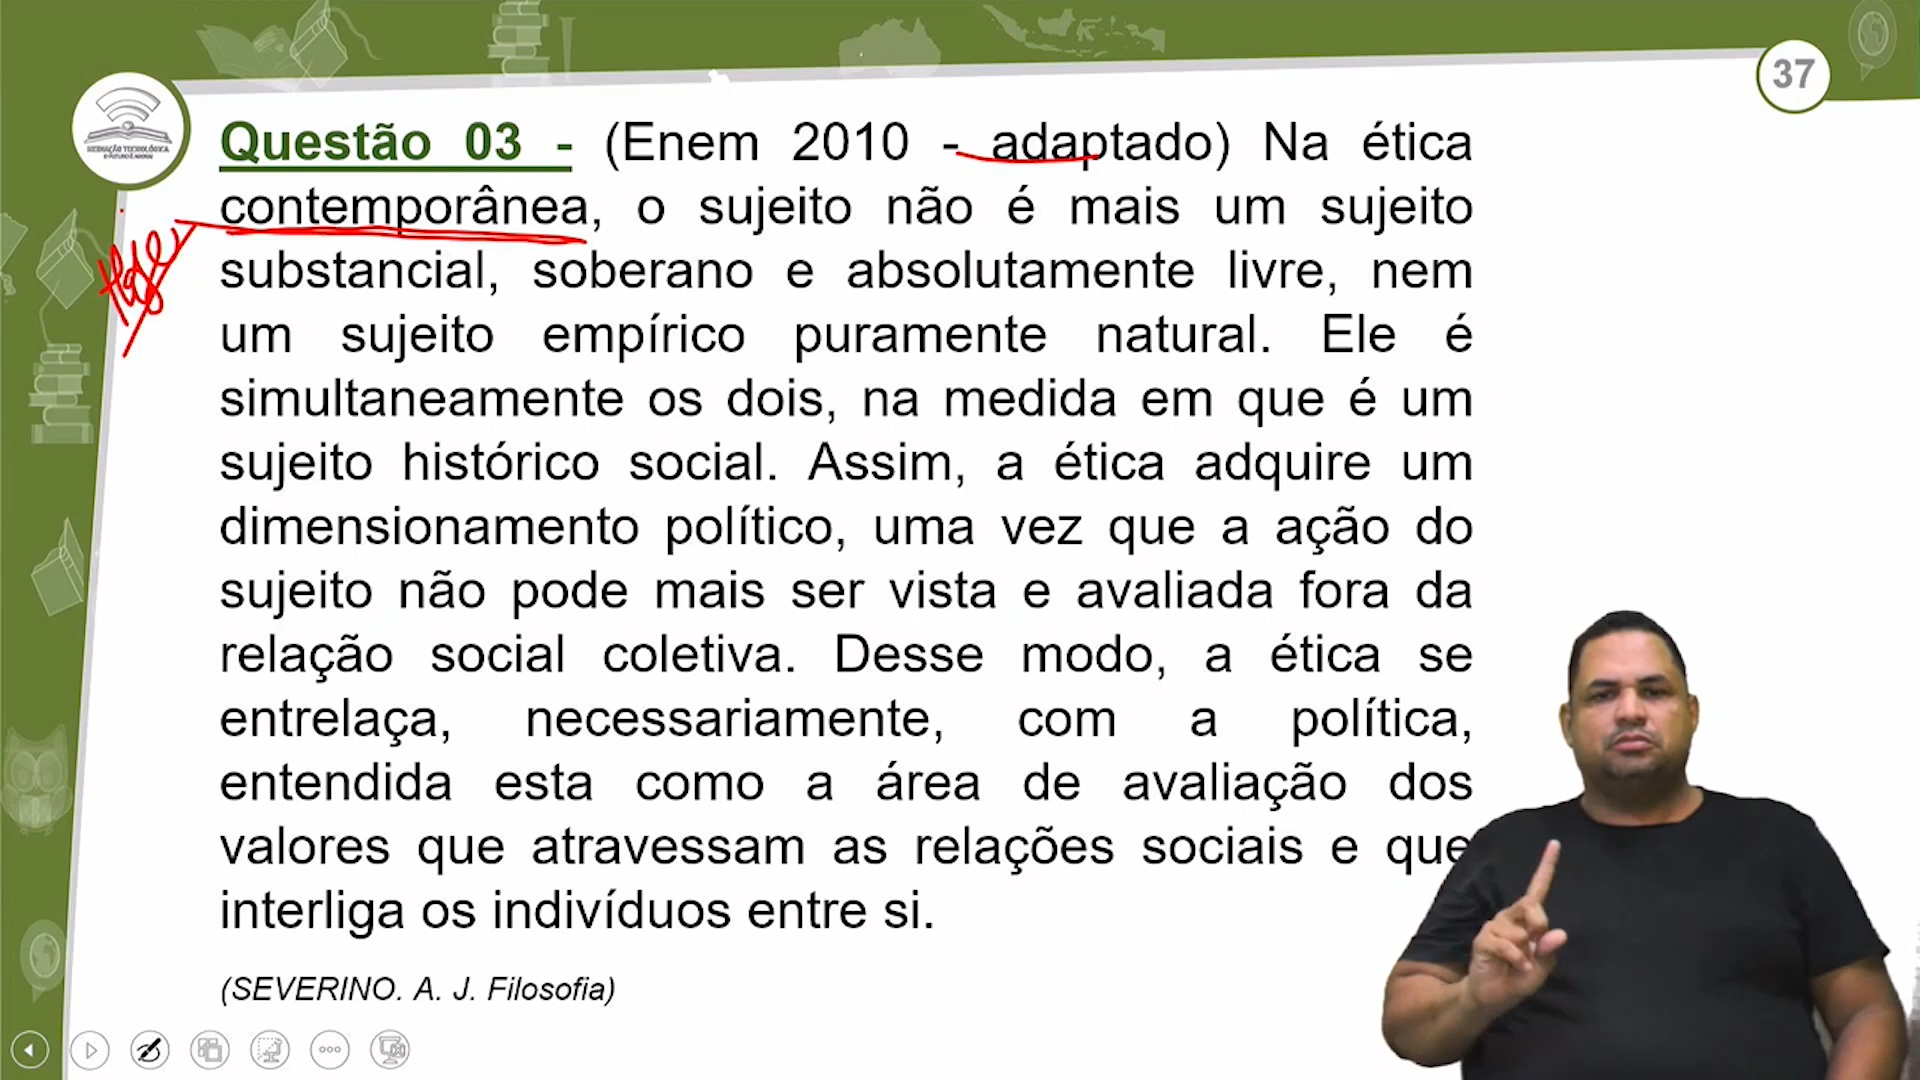 37
MEDIAÇÃO TECNOLÓGICA
Questão 03 - (Enem 2010 - adaptado) Na ética
contemporânea, o sujeito não é mais um sujeito
substancial, soberano e absolutamente livre, nem
um sujeito empírico puramente natural. Ele é
simultaneamente os dois, na medida em que é um
sujeito histórico social. Assim, a ética adquire um
dimensionamento político, uma vez que a ação do
sujeito não pode mais ser vista e avaliada fora da
relação social coletiva. Desse modo, a ética se
entrelaça, necessariamente, com a política,
entendida esta como a área de avaliação dos
valores que atravessam as relações sociais e que
interliga os indivíduos entre si.
(SEVERINO. A. J. Filosofia)